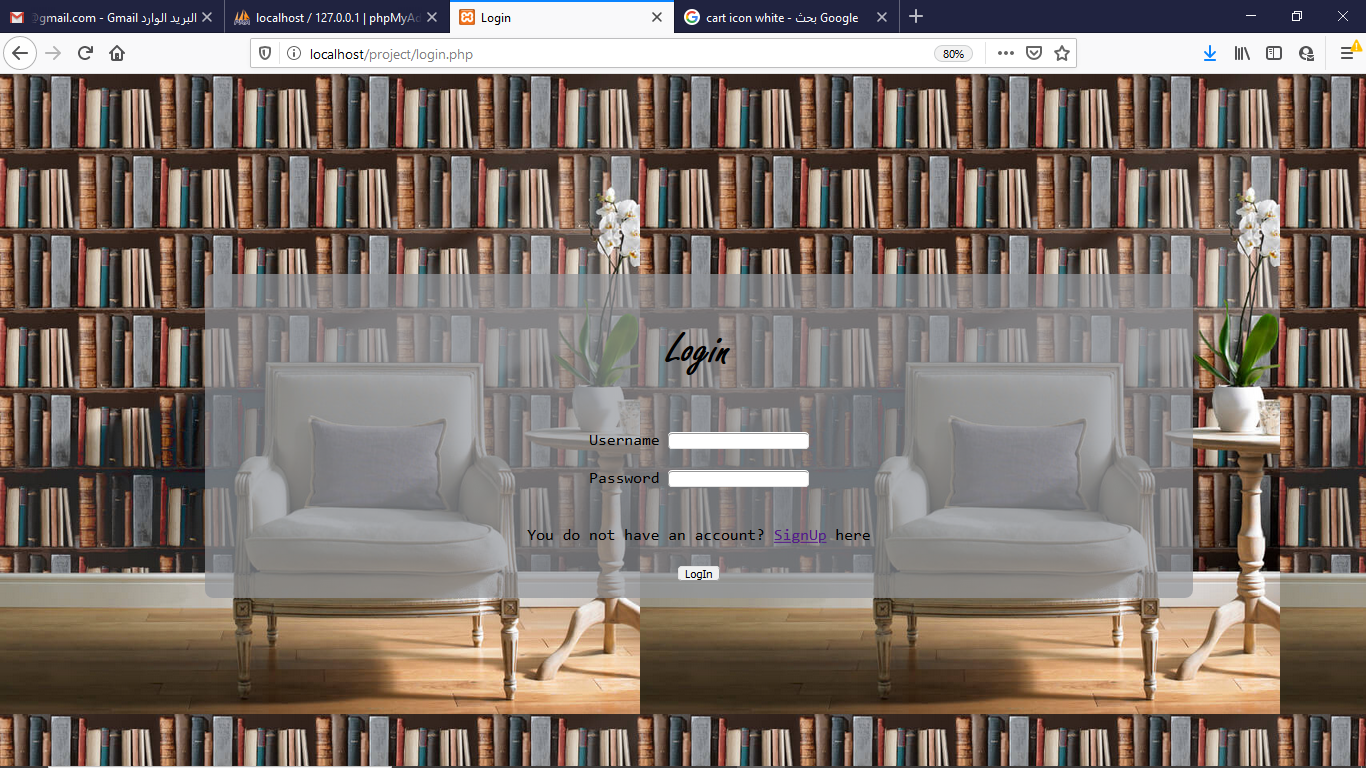 @gmail.com - Gmail البريد الوارد
localhost / 127.0.0.1 | phpMyAd
Login
cart icon white - بحث Google
localhost/project/login.php
80%
Login
Username
Password
You do not have an account? SignUp here
LogIn